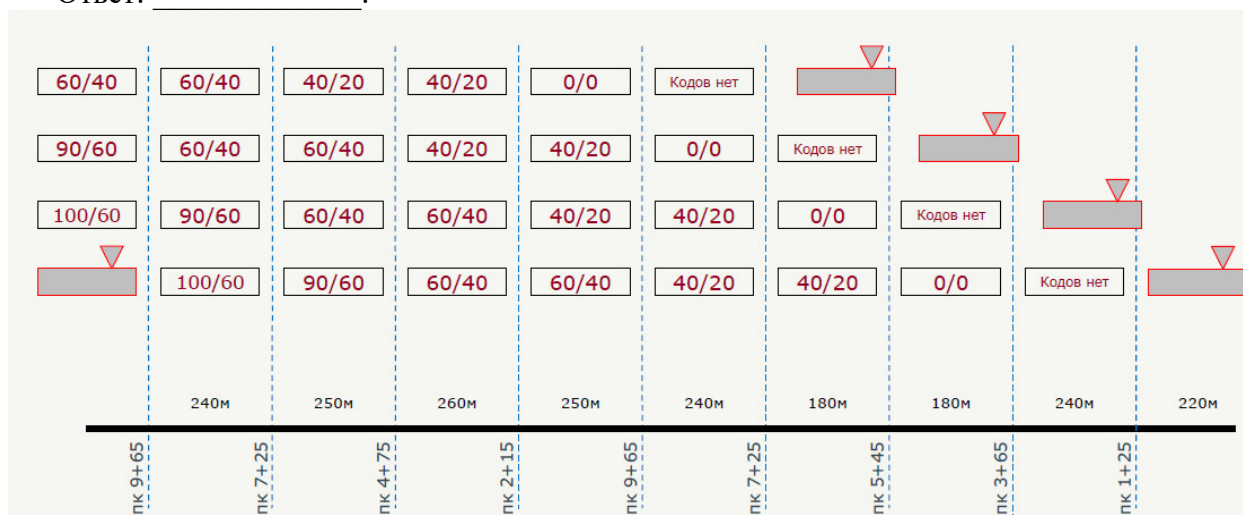 Ответ: ________________.
60/40 60/40 40/20 40/20 0/0 Кодов нет
90/60 60/40 60/40 40/20 40/20 0/0 Кодов нет
100/60 90/60 60/40 60/40 40/20 40/20 0/0 Кодов нет
100/60 90/60 60/40 60/40 40/20 40/20 0/0 Кодов нет
240м 250м 260м 250м 240м 180м 180м 240м 220м
пк 9+65 пк 7+25 пк 4+75 пк 2+15 пк 9+65 пк 7+25 пк 5+45 пк 3+65 пк 1+25